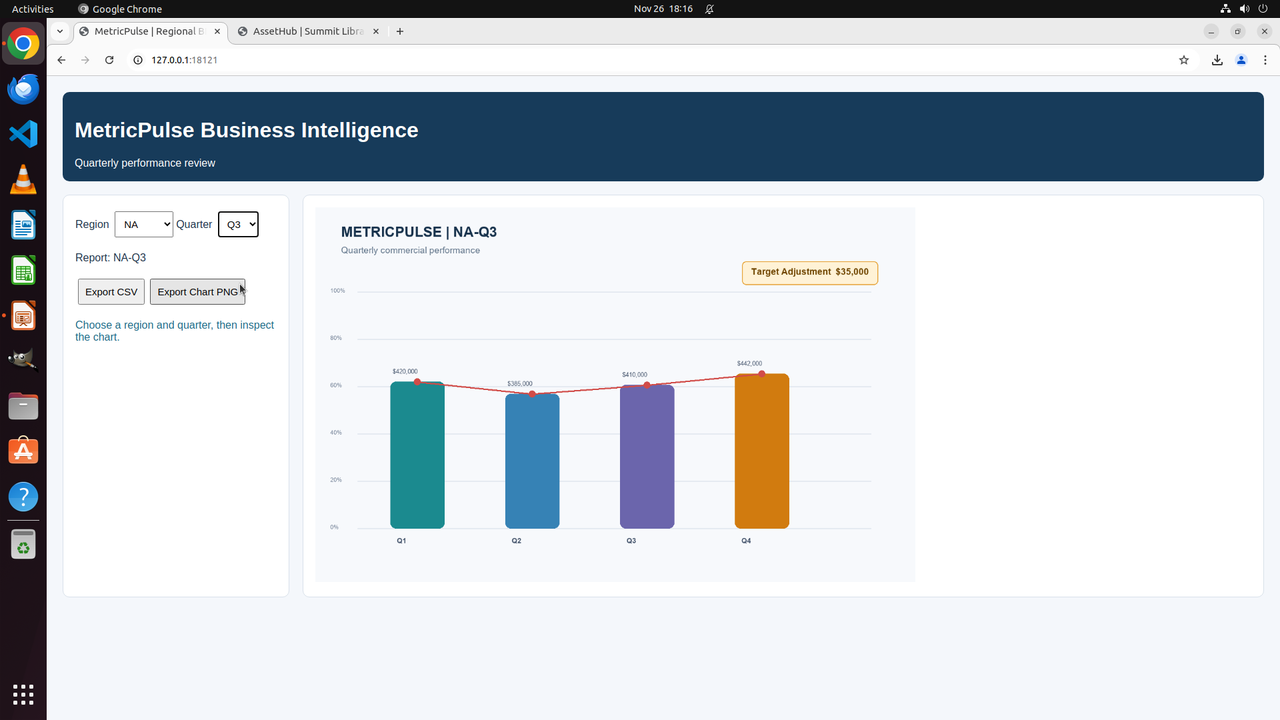 Activities
Google Chrome
Nov 26 18:16
MetricPulse | Regional B
AssetHub | Summit Libra
127.0.0.1:18121
MetricPulse Business Intelligence
Quarterly performance review
Region
NA
Quarter
Q3
Report: NA-Q3
Export CSV
Export Chart PNG
Choose a region and quarter, then inspect
the chart.
METRICPULSE | NA-Q3
Quarterly commercial performance
Target Adjustment $35,000
100%
80%
60%
40%
20%
0%
$420,000
$385,000
$410,000
$442,000
Q1
Q2
Q3
Q4